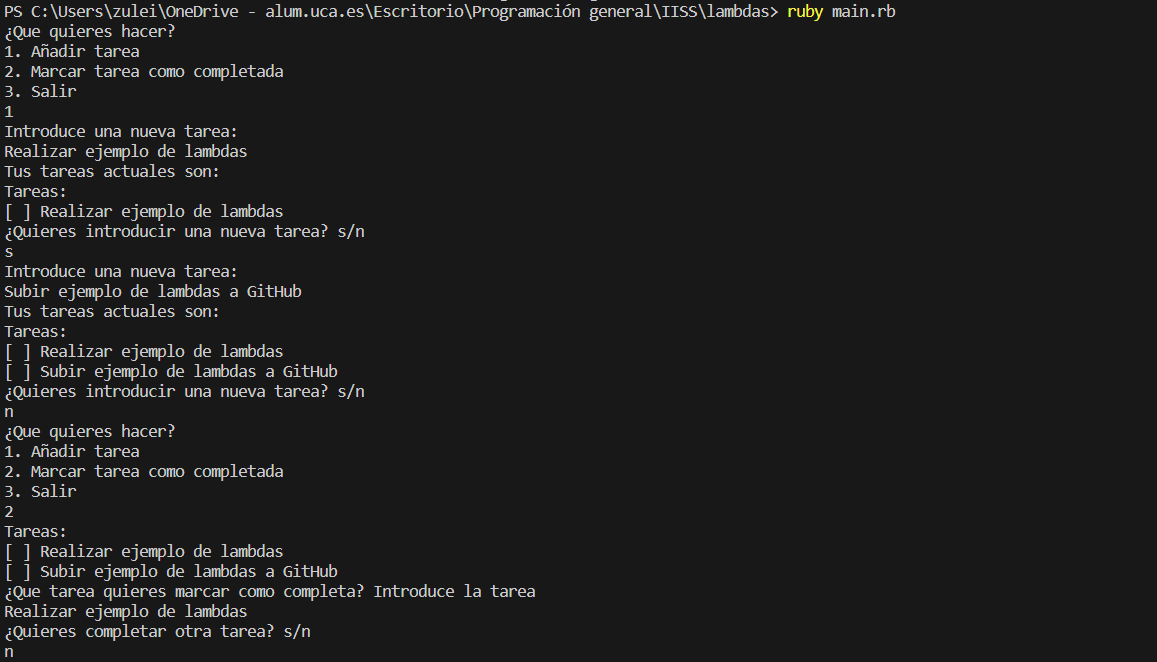 PS C:\Users\zulei\OneDrive - alum.uca.es\Escritorio\Programación general\IISS\lambdas> ruby main.rb
¿Que quieres hacer?
1. Añadir tarea
2. Marcar tarea como completada
3. Salir
1
Introduce una nueva tarea:
Realizar ejemplo de lambdas
Tus tareas actuales son:
Tareas:
[ ] Realizar ejemplo de lambdas
¿Quieres introducir una nueva tarea? s/n
s
Introduce una nueva tarea:
Subir ejemplo de lambdas a GitHub
Tus tareas actuales son:
Tareas:
[ ] Realizar ejemplo de lambdas
[ ] Subir ejemplo de lambdas a GitHub
¿Quieres introducir una nueva tarea? s/n
n
¿Que quieres hacer?
1. Añadir tarea
2. Marcar tarea como completada
3. Salir
2
Tareas:
[ ] Realizar ejemplo de lambdas
[ ] Subir ejemplo de lambdas a GitHub
¿Que tarea quieres marcar como completa? Introduce la tarea
Realizar ejemplo de lambdas
¿Quieres completar otra tarea? s/n
n